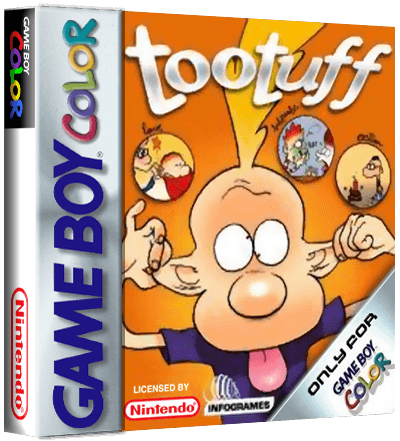 GAME BOY COLOR
Nintendo
GAME BOY COLOR
tootuff
LICENSED BY
Nintendo
INFOGRAMES
ONLY FOR
GAME BOY
COLOR